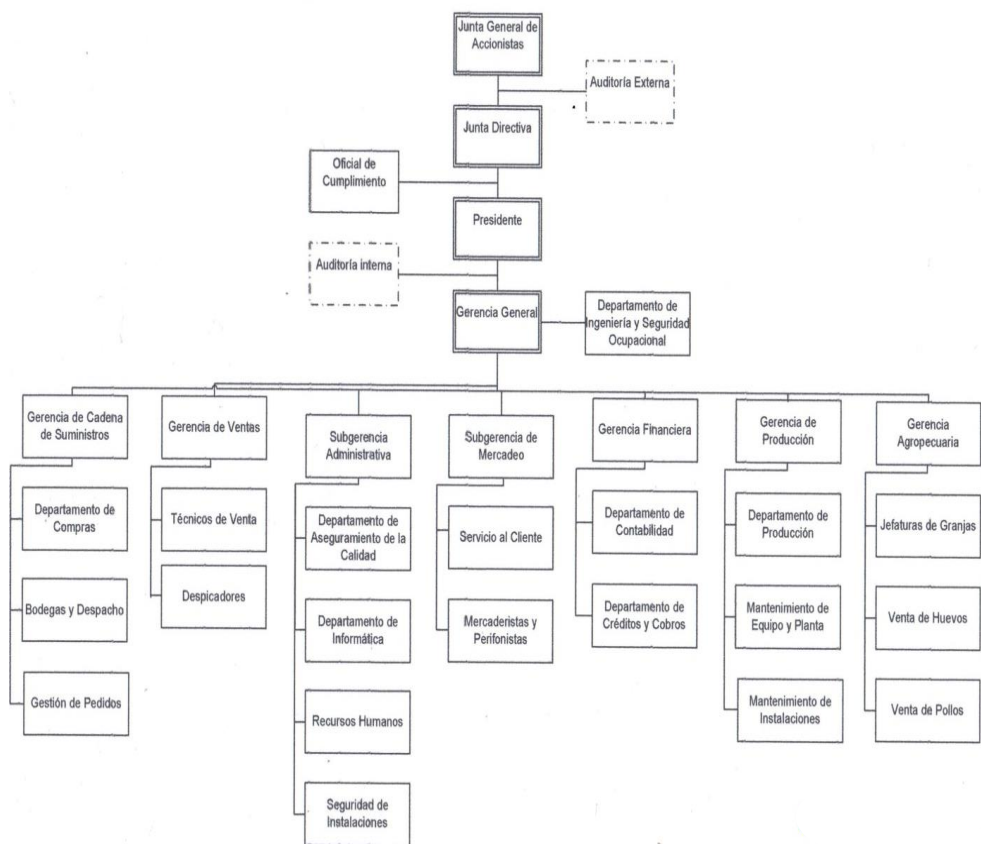 Junta General de
Accionistas
Auditoría Externa
Junta Directiva
Oficial de
Cumplimiento
Presidente
Auditoría interna
Gerencia General
Departamento de
Ingeniería y Seguridad
Ocupacional
Gerencia de Cadena
de Suministros
Gerencia de Ventas
Subgerencia
Administrativa
Subgerencia de
Mercadeo
Gerencia Financiera
Gerencia de
Producción
Gerencia
Agropecuaria
Departamento de
Compras
Técnicos de Venta
Departamento de
Aseguramiento de la
Calidad
Servicio al Cliente
Departamento de
Contabilidad
Departamento de
Producción
Jefaturas de Granjas
Bodegas y Despacho
Despicadores
Departamento de
Informática
Mercaderistas y
Perifonistas
Departamento de
Créditos y Cobros
Mantenimiento de
Equipo y Planta
Venta de Huevos
Gestión de Pedidos
Recursos Humanos
Mantenimiento de
Instalaciones
Venta de Pollos
Seguridad de
Instalaciones